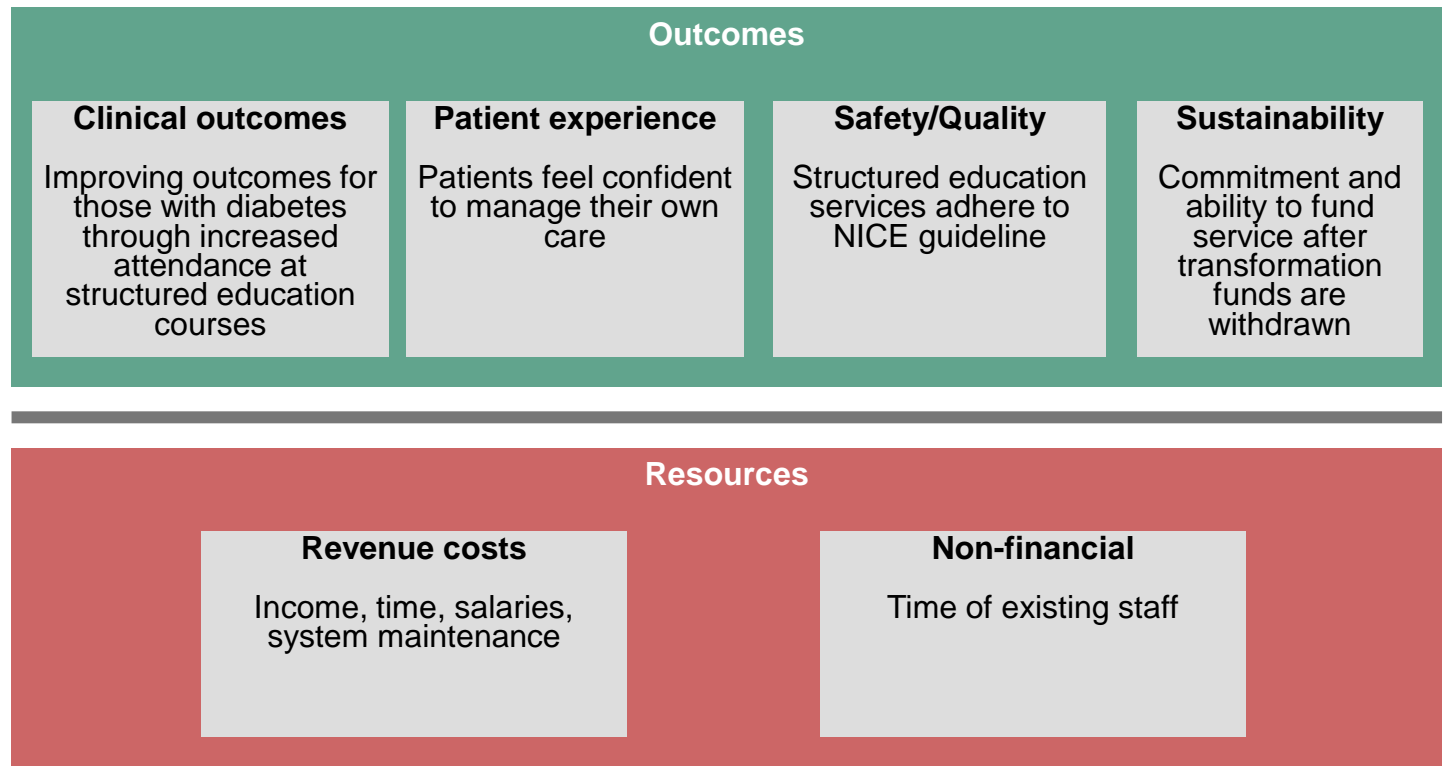 Outcomes
Clinical outcomes
Improving outcomes for
those with diabetes
through increased
attendance at
structured education
courses
Patient experience
Patients feel confident
to manage their own
care
Safety/Quality
Structured education
services adhere to
NICE guideline
Sustainability
Commitment and
ability to fund
service after
transformation
funds are
withdrawn
Resources
Revenue costs
Income, time, salaries,
system maintenance
Non-financial
Time of existing staff